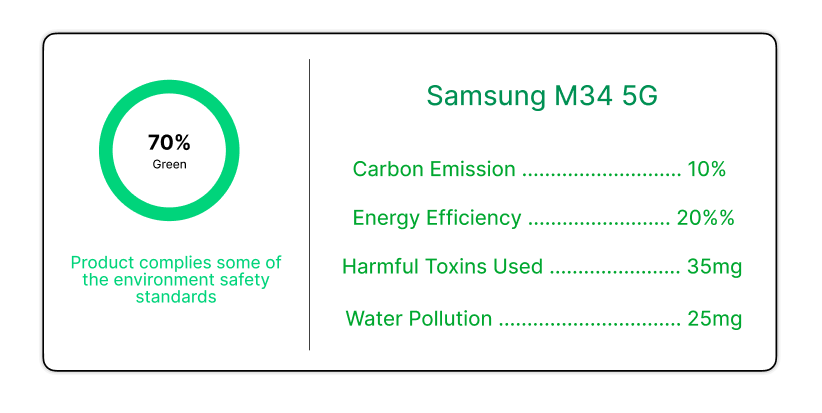 70%
Green
Product complies some of
the environment safety
standards
Samsung M34 5G
Carbon Emission ............................ 10%
Energy Efficiency ......................... 20%%
Harmful Toxins Used ....................... 35mg
Water Pollution ................................ 25mg